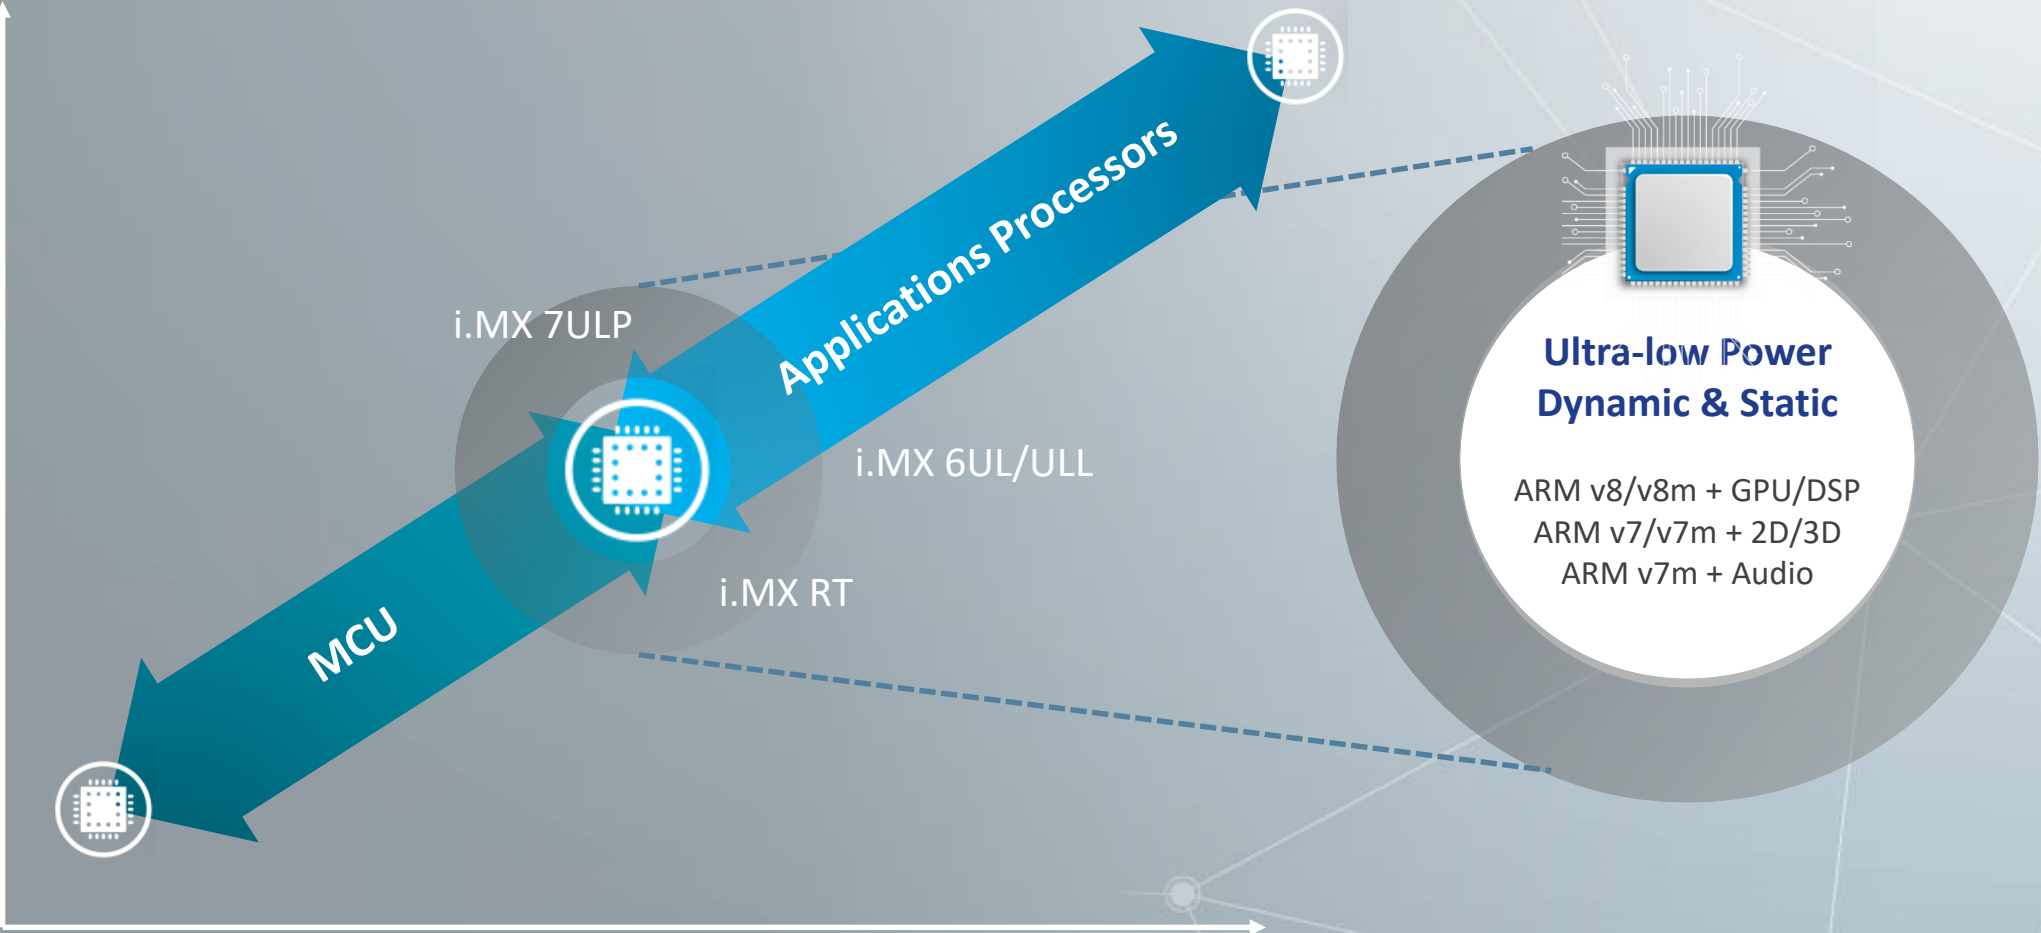 Applications Processors
i.MX 7ULP
i.MX 6UL/ULL
i.MX RT
MCU
Ultra-low Power
Dynamic & Static
ARM v8/v8m + GPU/DSP
ARM v7/v7m + 2D/3D
ARM v7m + Audio